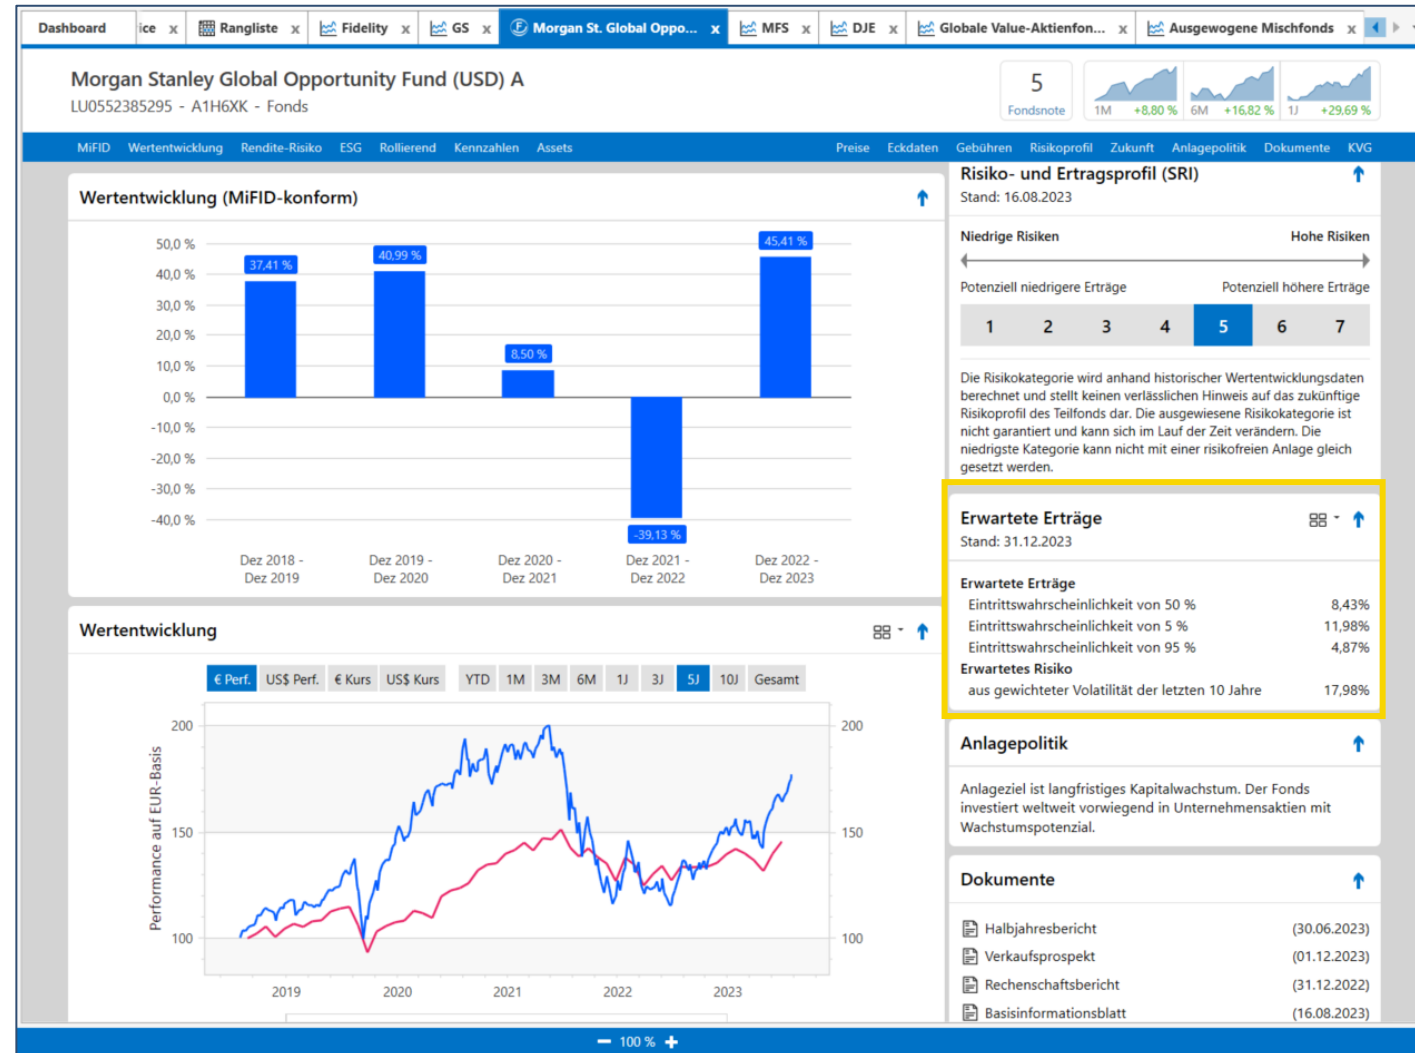 Dashboard ice x Rangliste x Fidelity x GS x Morgan St. Global Oppo... x MFS x DJE x Globale Value-Aktienfon... x Ausgewogene Mischfonds x
Morgan Stanley Global Opportunity Fund (USD) A
LU0552385295 - A1H6XK - Fonds
5
Fondsnote
1M +8,80 %
6M +16,82 %
1J +29,69 %
MiFID Wertentwicklung Rendite-Risiko ESG Rollierend Kennzahlen Assets Preise Eckdaten Gebühren Risikoprofil Zukunft Anlagepolitik Dokumente KVG
Wertentwicklung (MiFID-konform)
50,0 %
40,0 %
30,0 %
20,0 %
10,0 %
0,0 %
-10,0 %
-20,0 %
-30,0 %
-40,0 %
37,41 %
40,99 %
8,50 %
-39,13 %
45,41 %
Dez 2018 -
Dez 2019
Dez 2019 -
Dez 2020
Dez 2020 -
Dez 2021
Dez 2021 -
Dez 2022
Dez 2022 -
Dez 2023
Wertentwicklung
€ Perf. US$ Perf. € Kurs US$ Kurs YTD 1M 3M 6M 1J 3J 5J 10J Gesamt
Performance auf EUR-Basis
200 200
150 150
100 100
2019 2020 2021 2022 2023
Risiko- und Ertragsprofil (SRI)
Stand: 16.08.2023
Niedrige Risiken Hohe Risiken
Potenziell niedrigere Erträge Potenziell höhere Erträge
1 2 3 4 5 6 7
Die Risikokategorie wird anhand historischer Wertentwicklungsdaten
berechnet und stellt keinen verlässlichen Hinweis auf das zukünftige
Risikoprofil des Teilfonds dar. Die ausgewiesene Risikokategorie ist
nicht garantiert und kann sich im Lauf der Zeit verändern. Die
niedrigste Kategorie kann nicht mit einer risikofreien Anlage gleich
gesetzt werden.
Erwartete Erträge
Stand: 31.12.2023
Erwartete Erträge
Eintrittswahrscheinlichkeit von 50 % 8,43%
Eintrittswahrscheinlichkeit von 5 % 11,98%
Eintrittswahrscheinlichkeit von 95 % 4,87%
Erwartetes Risiko
aus gewichteter Volatilität der letzten 10 Jahre 17,98%
Anlagepolitik
Anlageziel ist langfristiges Kapitalwachstum. Der Fonds
investiert weltweit vorwiegend in Unternehmensaktien mit
Wachstumspotenzial.
Dokumente
Halbjahresbericht (30.06.2023)
Verkaufsprospekt (01.12.2023)
Rechenschaftsbericht (31.12.2022)
Basisinformationsblatt (16.08.2023)
100 %